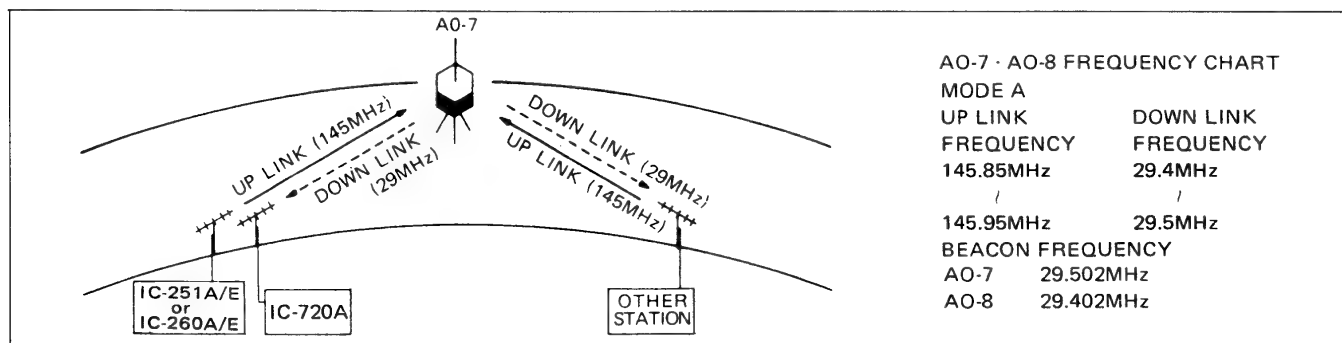 AO-7
UP LINK (145MHz)
DOWN LINK
(29MHz)
DOWN LINK (29MHz)
UP LINK (145MHz)
IC-251A/E
or
IC-260A/E
IC-720A
OTHER
STATION
AO-7 · AO-8 FREQUENCY CHART
MODE A
UP LINK DOWN LINK
FREQUENCY FREQUENCY
145.85MHz 29.4MHz
≀ ≀
145.95MHz 29.5MHz
BEACON FREQUENCY
AO-7 29.502MHz
AO-8 29.402MHz